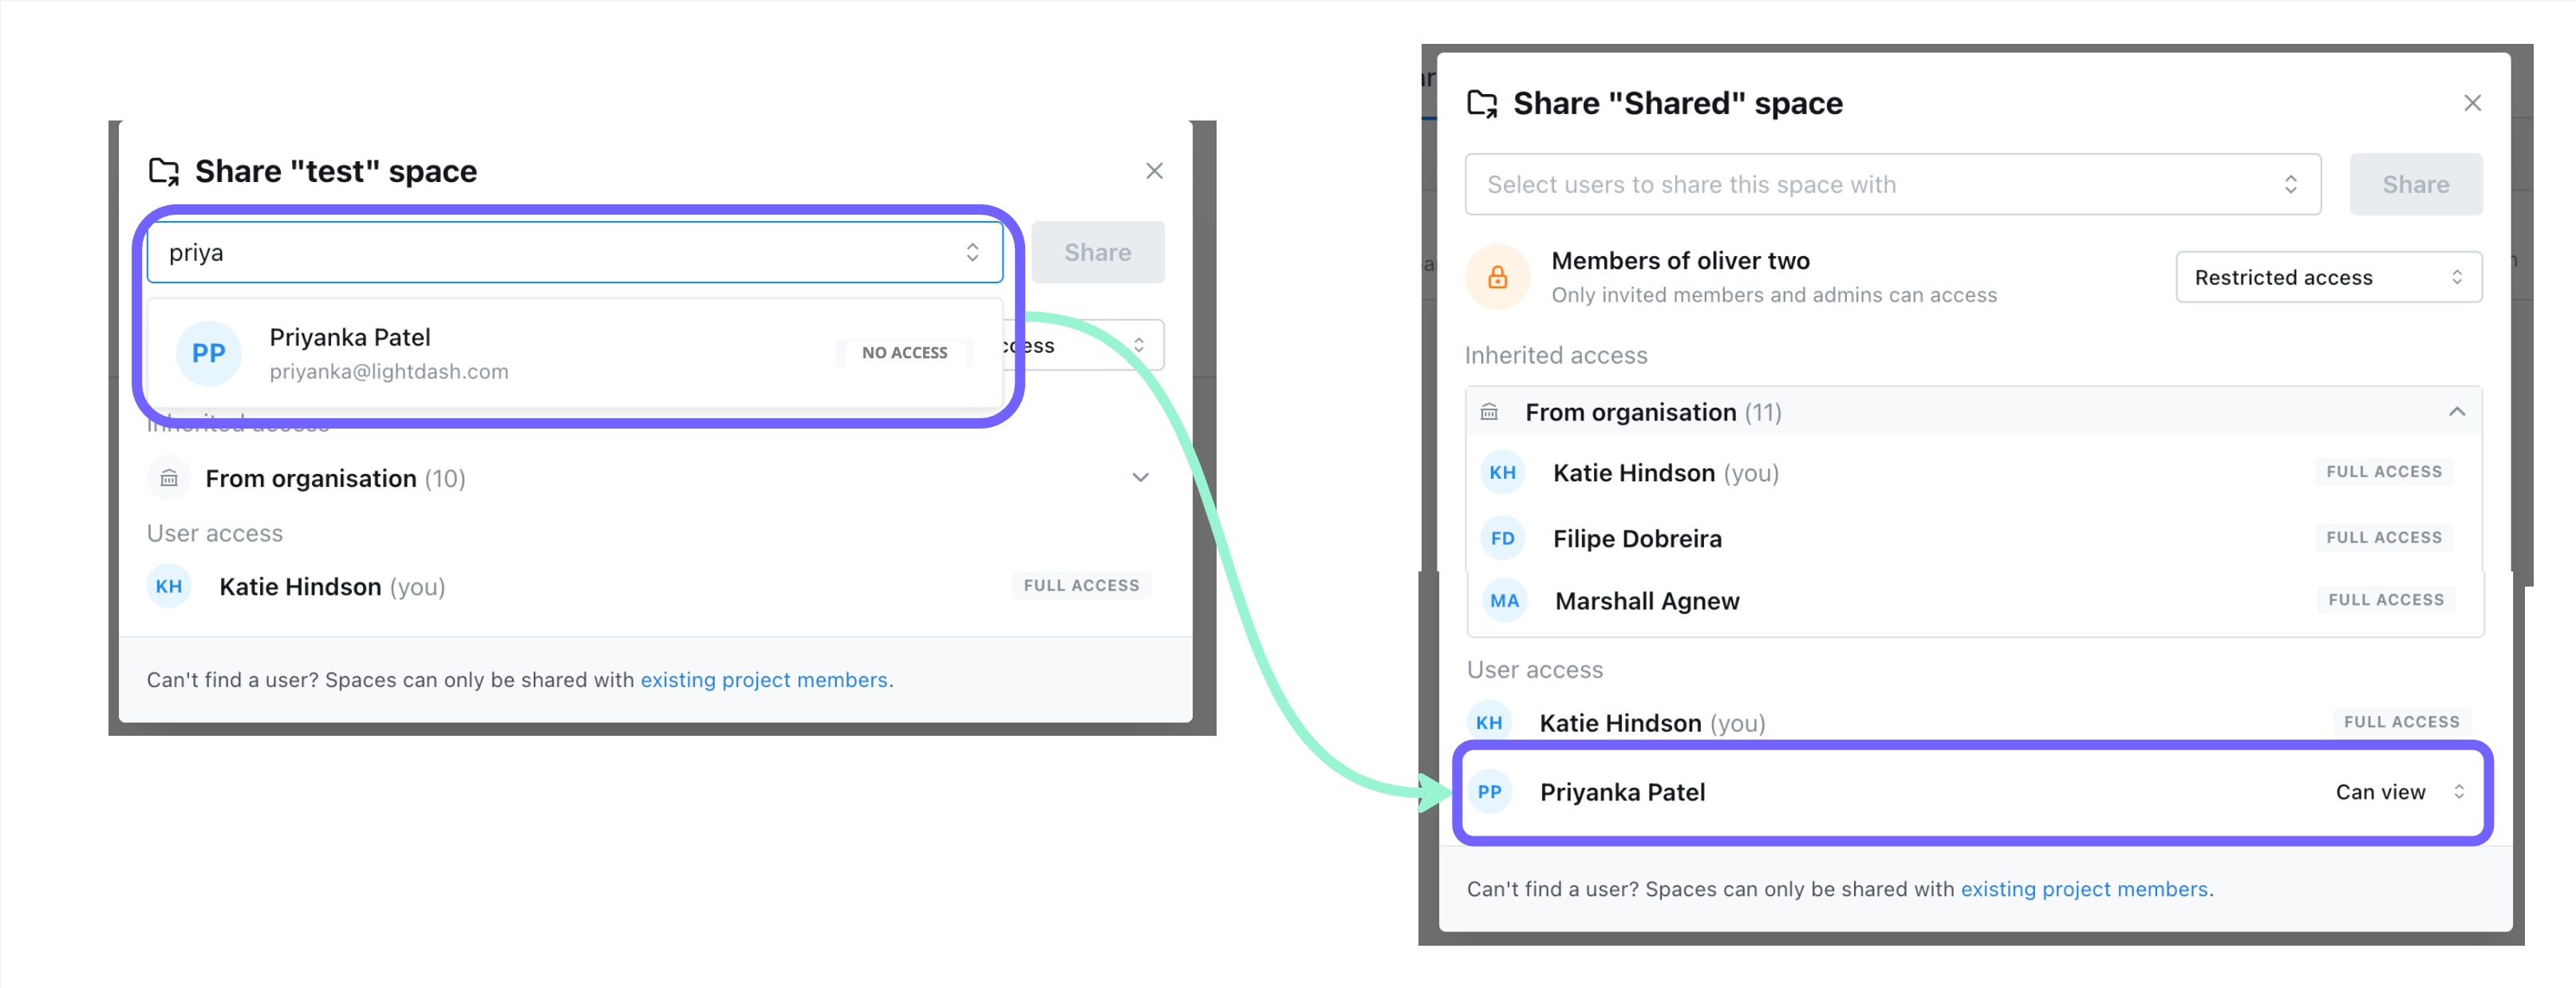 Share "test" space
priya
Share
PP
Priyanka Patel
priyanka@lightdash.com
NO ACCESS
Inherited access
From organisation (10)
User access
KH
Katie Hindson (you)
FULL ACCESS
Can't find a user? Spaces can only be shared with existing project members.
Share "Shared" space
Select users to share this space with
Share
Members of oliver two
Only invited members and admins can access
Restricted access
Inherited access
From organisation (11)
KH
Katie Hindson (you)
FULL ACCESS
FD
Filipe Dobreira
FULL ACCESS
MA
Marshall Agnew
FULL ACCESS
User access
KH
Katie Hindson (you)
FULL ACCESS
PP
Priyanka Patel
Can view
Can't find a user? Spaces can only be shared with existing project members.